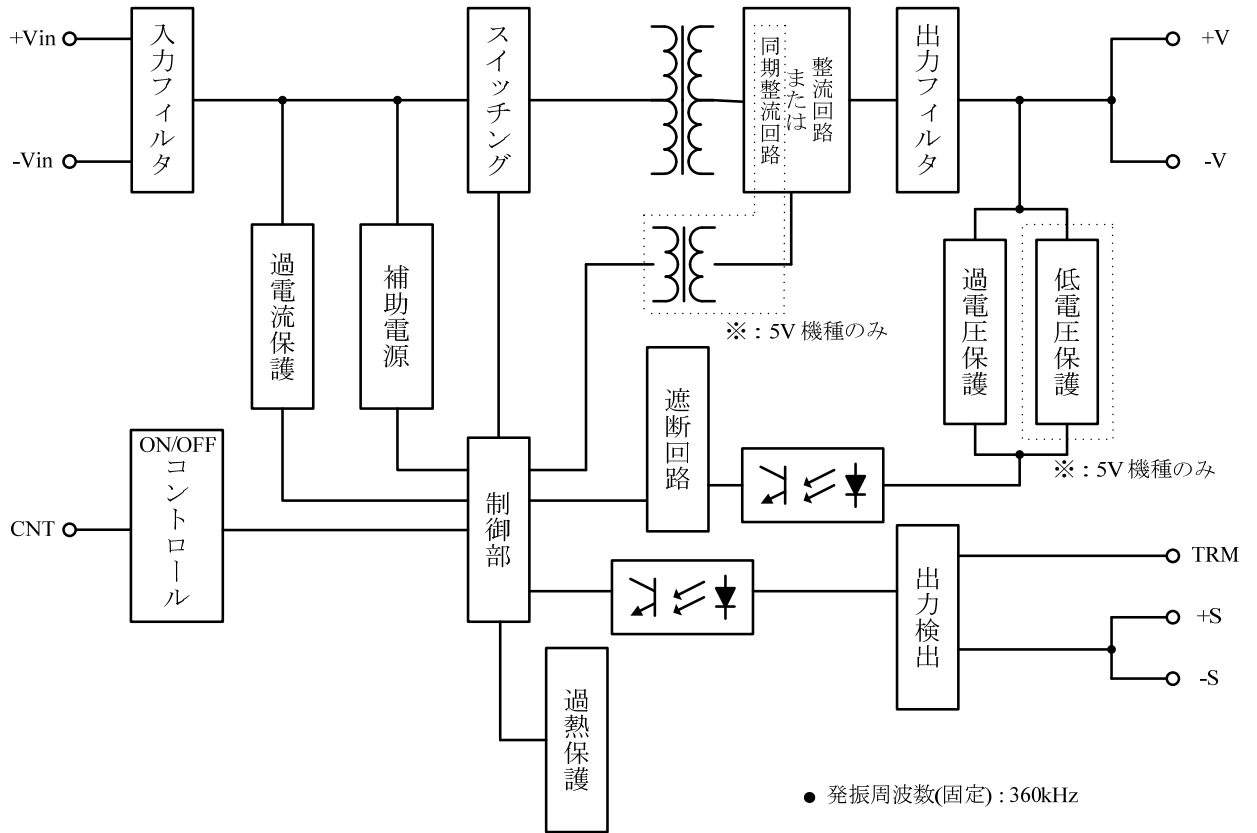 +Vin
-Vin
入力フィルタ
スイッチング
整流回路
または
同期整流回路
出力フィルタ
+V
-V
過電流保護
補助電源
※ : 5V 機種のみ
過電圧保護
低電圧保護
※ : 5V 機種のみ
CNT
ON/OFF
コントロール
制御部
遮断回路
出力検出
TRM
+S
-S
過熱保護
● 発振周波数(固定) : 360kHz